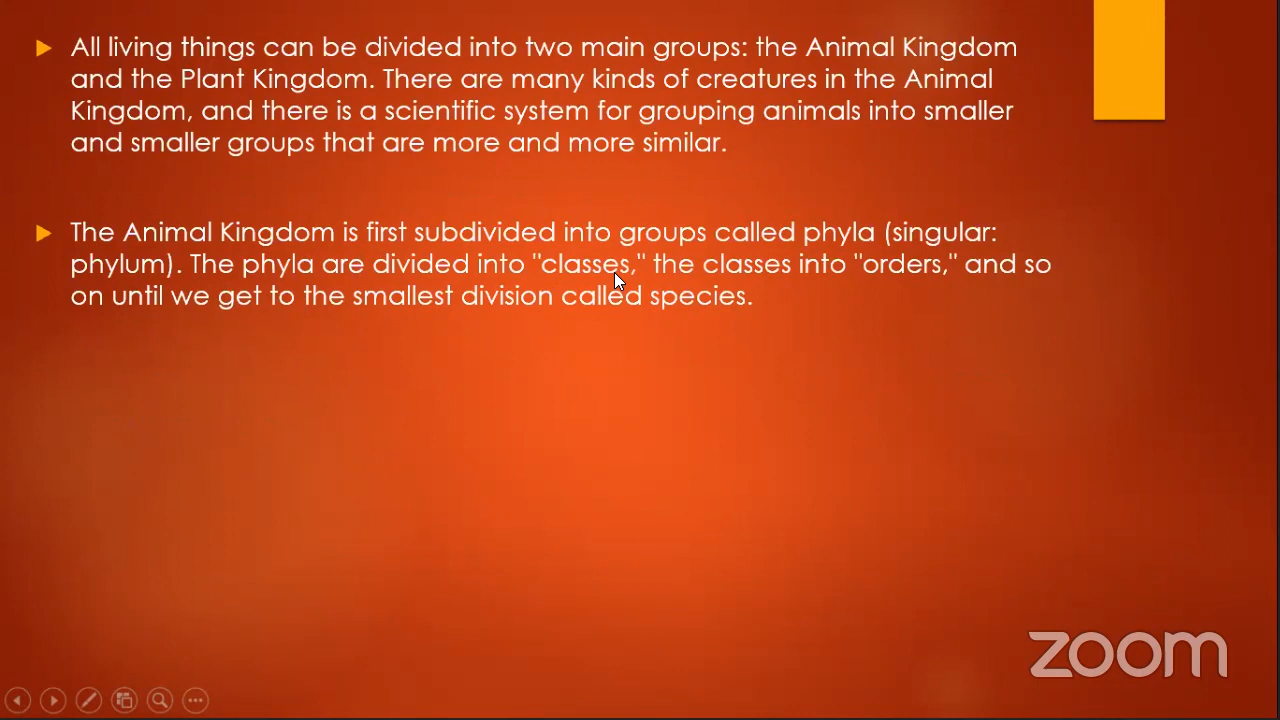 All living things can be divided into two main groups: the Animal Kingdom
and the Plant Kingdom. There are many kinds of creatures in the Animal
Kingdom, and there is a scientific system for grouping animals into smaller
and smaller groups that are more and more similar.
The Animal Kingdom is first subdivided into groups called phyla (singular:
phylum). The phyla are divided into "classes," the classes into "orders," and so
on until we get to the smallest division called species.
zoom